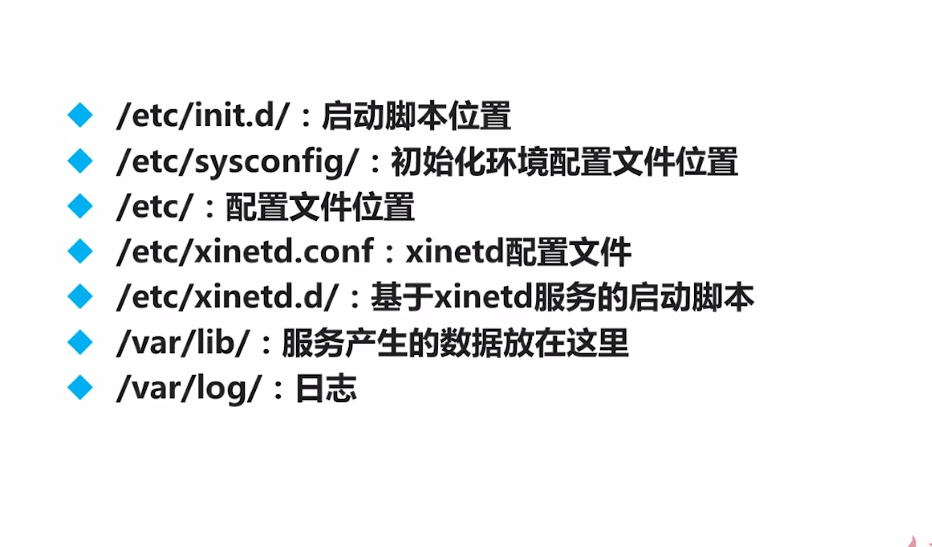 /etc/init.d/：启动脚本位置
/etc/sysconfig/：初始化环境配置文件位置
/etc/：配置文件位置
/etc/xinetd.conf：xinetd配置文件
/etc/xinetd.d/：基于xinetd服务的启动脚本
/var/lib/：服务产生的数据放在这里
/var/log/：日志